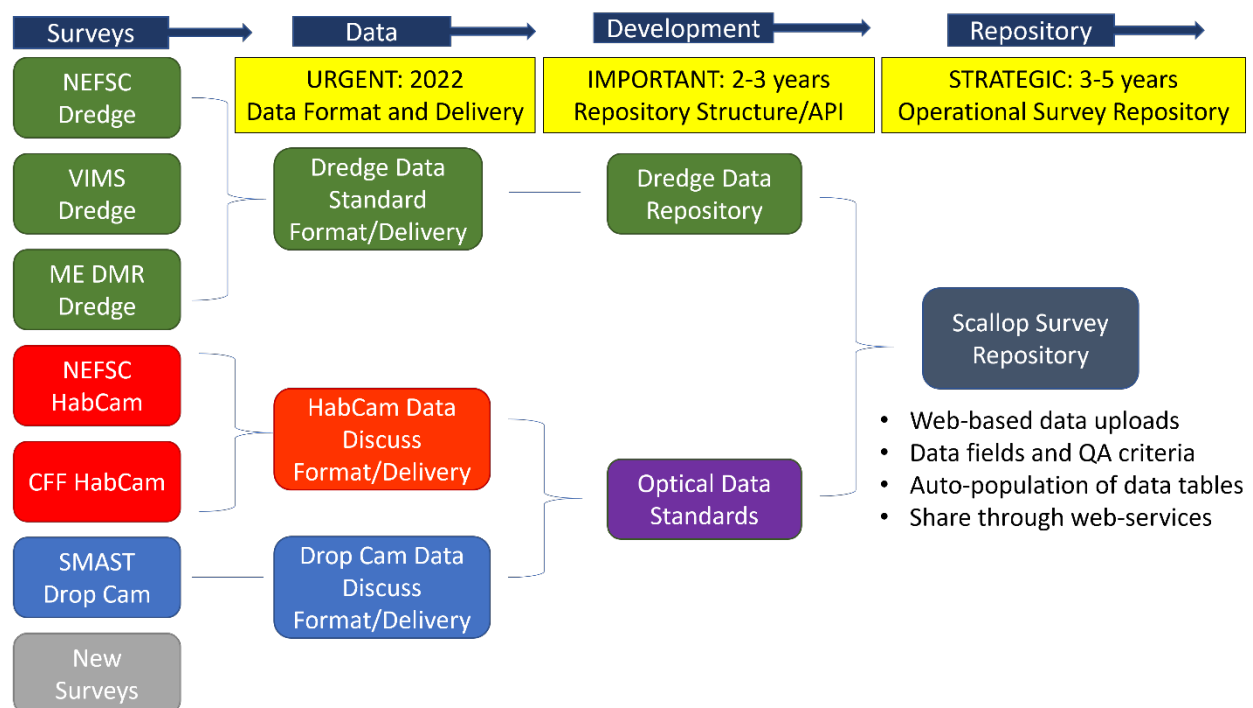 Surveys
Data
Development
Repository
URGENT: 2022
Data Format and Delivery
IMPORTANT: 2-3 years
Repository Structure/API
STRATEGIC: 3-5 years
Operational Survey Repository
NEFSC
Dredge
VIMS
Dredge
ME DMR
Dredge
NEFSC
HabCam
CFF HabCam
SMAST
Drop Cam
New
Surveys
Dredge Data
Standard
Format/Delivery
HabCam Data
Discuss
Format/Delivery
Drop Cam Data
Discuss
Format/Delivery
Dredge Data
Repository
Optical Data
Standards
Scallop Survey
Repository
• Web-based data uploads
• Data fields and QA criteria
• Auto-population of data tables
• Share through web-services